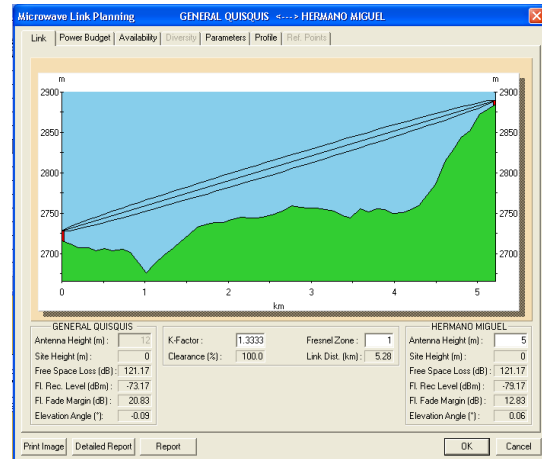 Microwave Link Planning GENERAL QUISQUIS <---> HERMANO MIGUEL
Link Power Budget Availability Diversity Parameters Profile Ref. Points
m m
2900 2900
2850 2850
2800 2800
2750 2750
2700 2700
0 1 2 3 4 5
km
GENERAL QUISQUIS
Antenna Height (m) : 12
Site Height (m) : 0
Free Space Loss (dB) : 121.17
Fl. Rec. Level (dBm) : -73.17
Fl. Fade Margin (dB) : 20.83
Elevation Angle (°): -0.09
K-Factor : 1.3333 Fresnel Zone : 1
Clearance (%) : 100.0 Link Dist. (km) : 5.28
HERMANO MIGUEL
Antenna Height (m) : 5
Site Height (m) : 0
Free Space Loss (dB) : 121.17
Fl. Rec. Level (dBm) : -79.17
Fl. Fade Margin (dB) : 12.83
Elevation Angle (°) : 0.06
Print Image Detailed Report Report OK Cancel